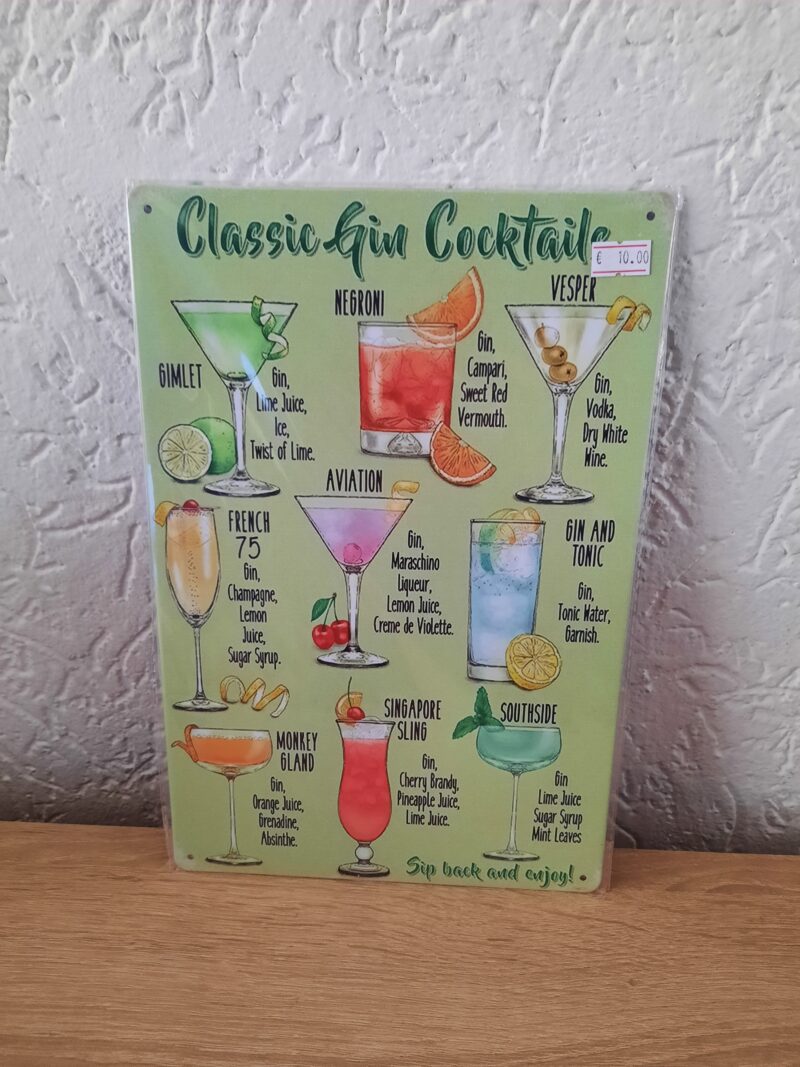 Classic Gin Cocktails
€ 10.00
GIMLET
Gin,
Lime Juice,
Ice,
Twist of Lime.
NEGRONI
Gin,
Campari,
Sweet Red
Vermouth.
VESPER
Gin,
Vodka,
Dry White
Wine.
FRENCH
75
Gin,
Champagne,
Lemon
Juice,
Sugar Syrup.
AVIATION
Gin,
Maraschino
Liqueur,
Lemon Juice,
Creme de Violette.
GIN AND
TONIC
Gin,
Tonic Water,
Garnish.
MONKEY
GLAND
Gin,
Orange Juice,
Grenadine,
Absinthe.
SINGAPORE
SLING
Gin,
Cherry Brandy,
Pineapple Juice,
Lime Juice.
SOUTHSIDE
Gin
Lime Juice
Sugar Syrup
Mint Leaves
Sip back and enjoy!